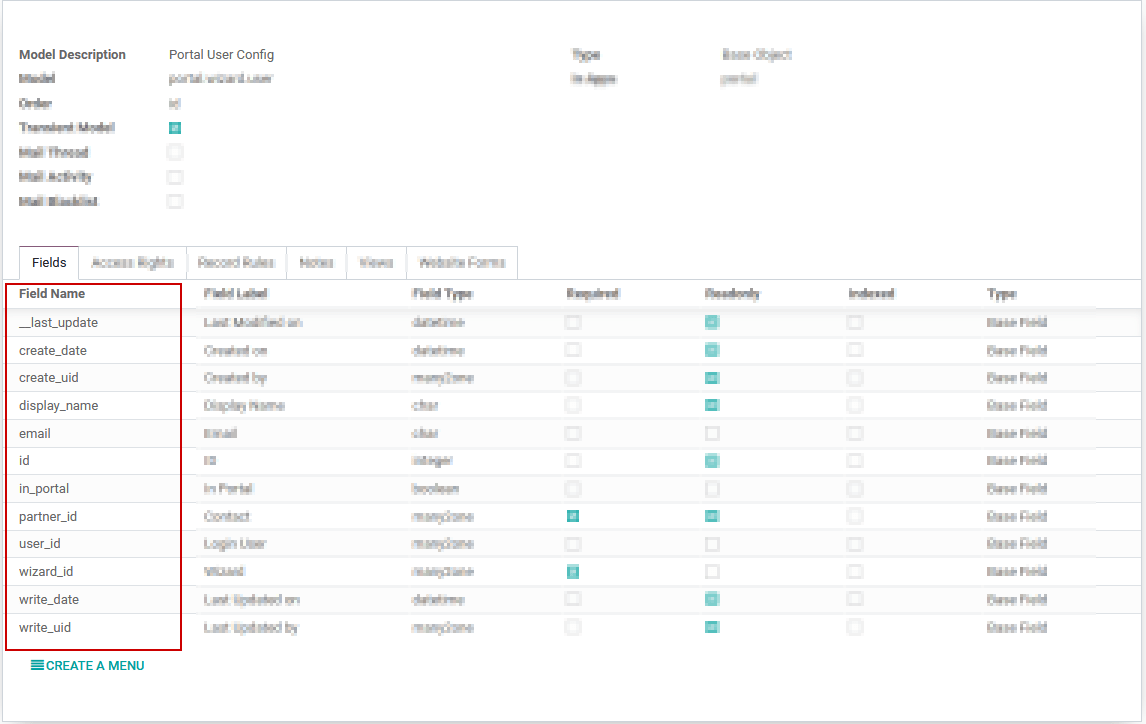 Model Description Portal User Config Type Base Object
Model portal.wizard.user In Apps portal
Order id
Transient Model
Mail Thread
Mail Activity
Mail Blacklist
Fields Access Rights Record Rules Notes Views Website Forms
Field Name Field Label Field Type Required Readonly Indexed Type
__last_update Last Modified on datetime Base Field
create_date Created on datetime Base Field
create_uid Created by many2one Base Field
display_name Display Name char Base Field
email Email char Base Field
id ID integer Base Field
in_portal In Portal boolean Base Field
partner_id Contact many2one Base Field
user_id Login User many2one Base Field
wizard_id Wizard many2one Base Field
write_date Last Updated on datetime Base Field
write_uid Last Updated by many2one Base Field
CREATE A MENU